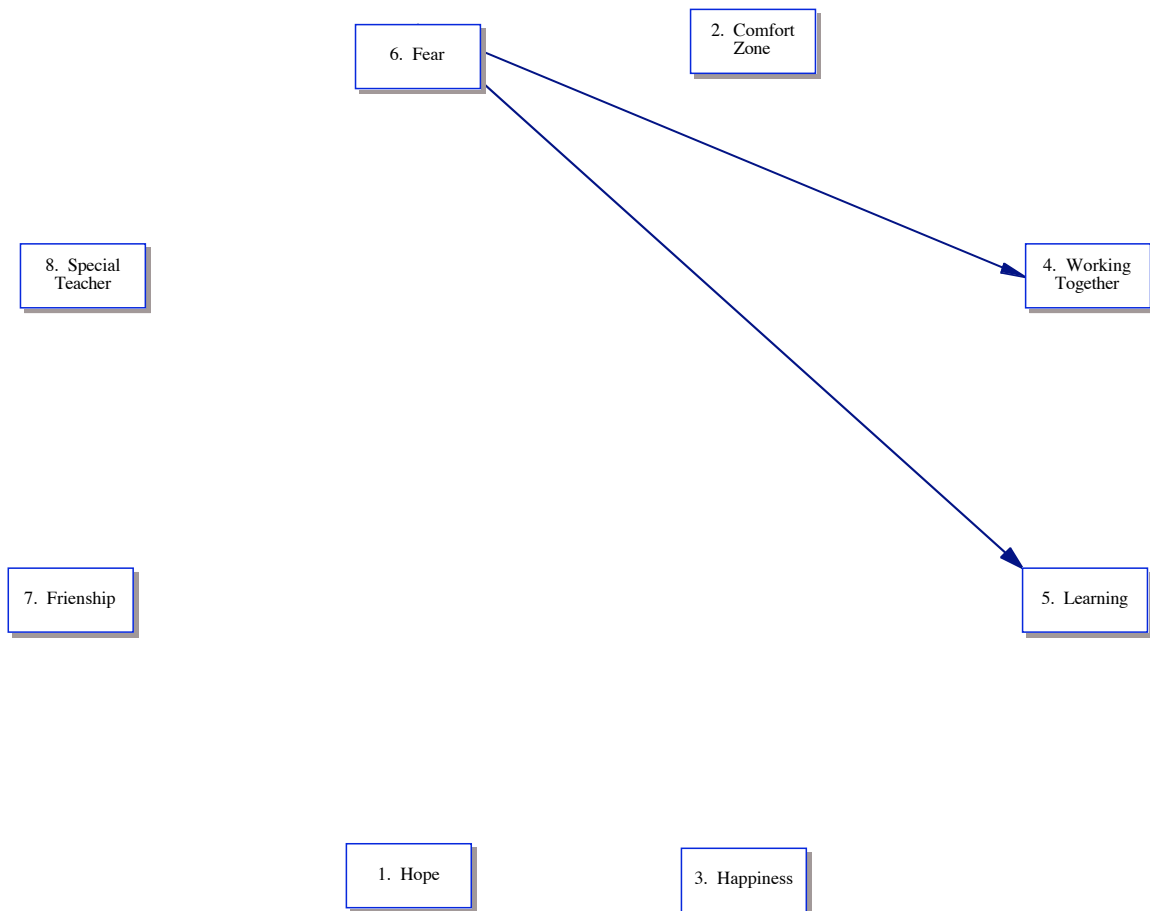 2. Comfort
Zone
6. Fear
8. Special
Teacher
4. Working
Together
7. Frienship
5. Learning
1. Hope
3. Happiness